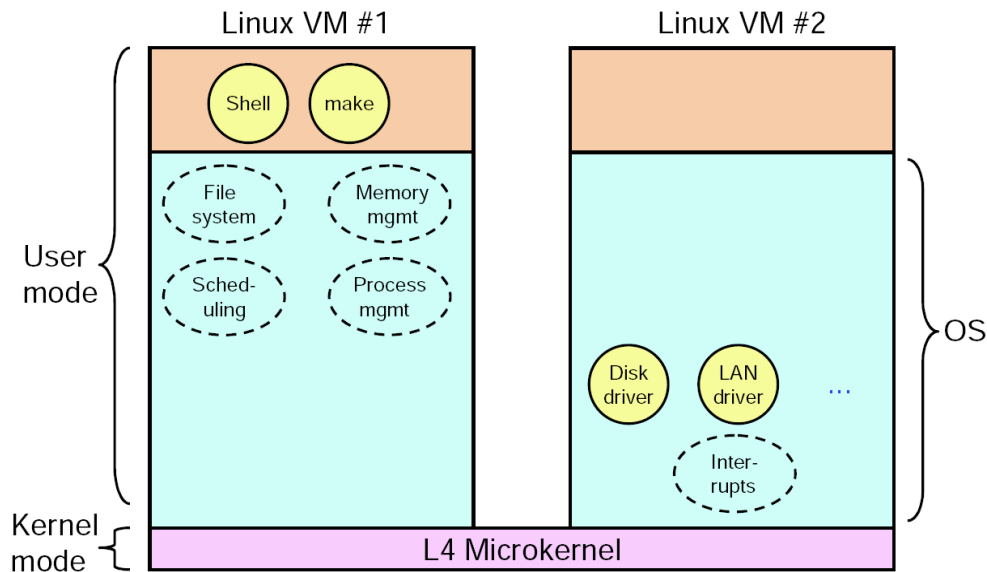 Linux VM #1
Linux VM #2
Shell
make
File
system
Memory
mgmt
Sched-
uling
Process
mgmt
User
mode
OS
Disk
driver
LAN
driver
...
Inter-
rupts
Kernel
mode
L4 Microkernel